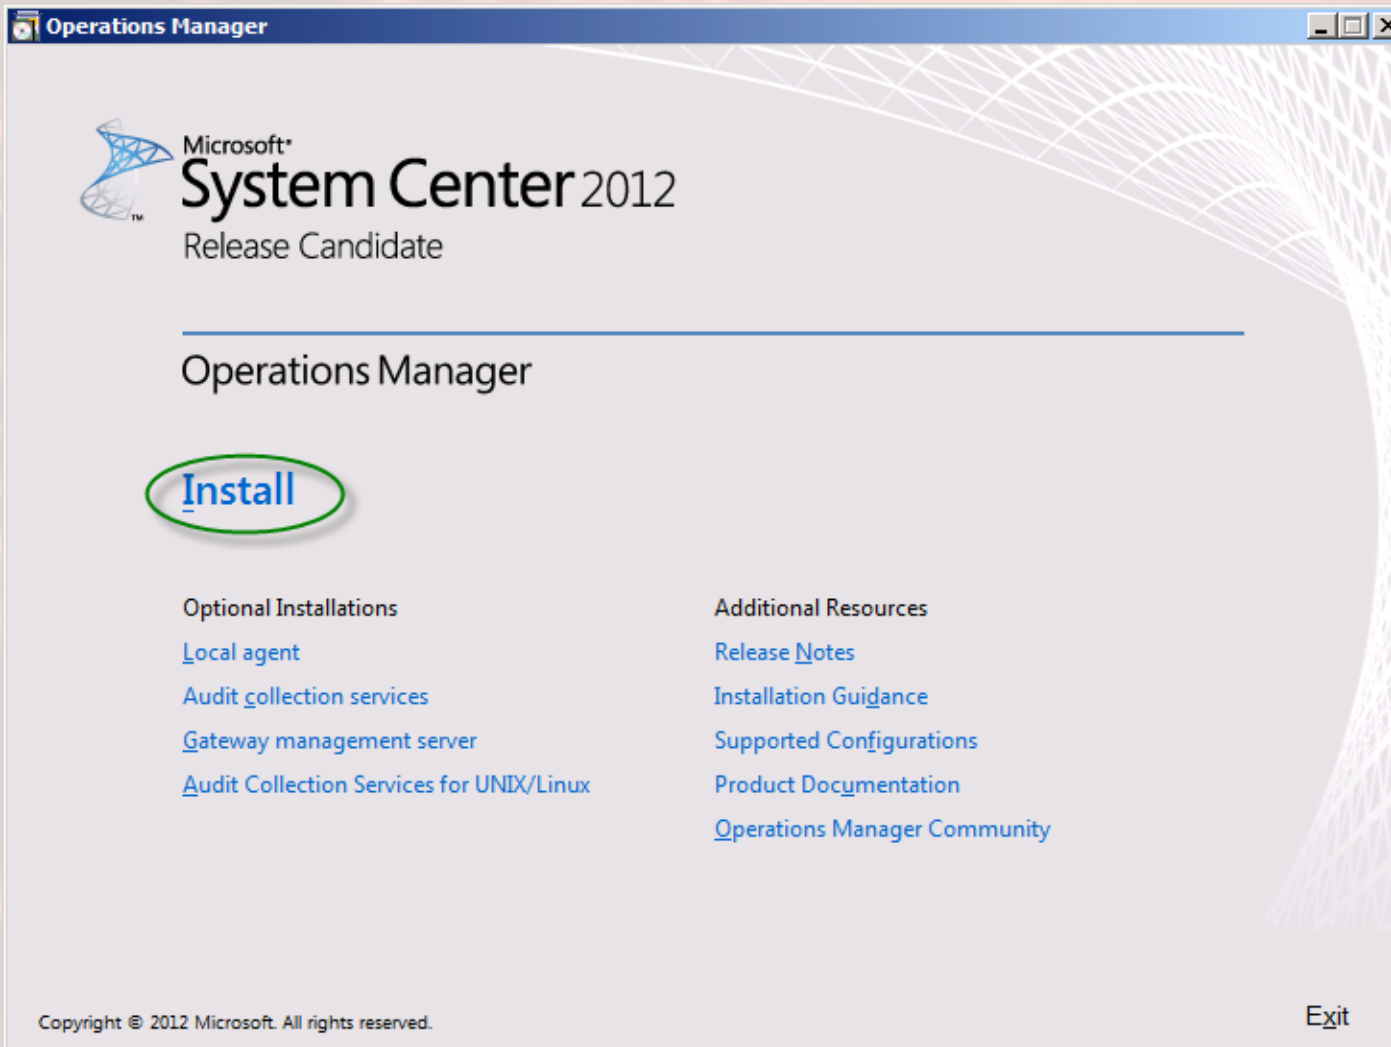 Operations Manager
Microsoft
System Center 2012
TM
Release Candidate
Operations Manager
Install
Optional Installations
Local agent
Audit collection services
Gateway management server
Audit Collection Services for UNIX/Linux
Additional Resources
Release Notes
Installation Guidance
Supported Configurations
Product Documentation
Operations Manager Community
Copyright © 2012 Microsoft. All rights reserved.
Exit